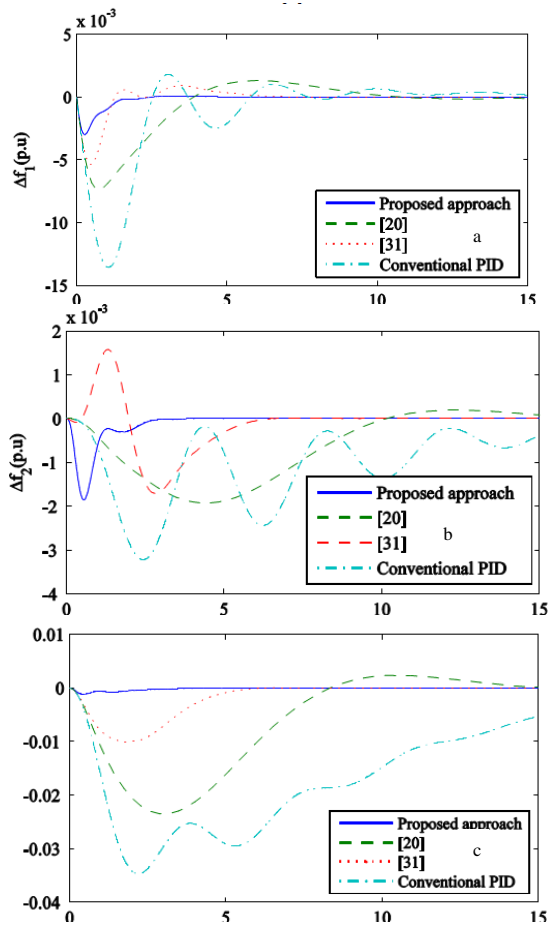 x 10⁻³
5
0
-5
-10
-15
Δf₁(p.u)
Proposed approach
[20]
[31]
Conventional PID
a
0 5 10 15
x 10⁻³
2
1
0
-1
-2
-3
-4
Δf₂(p.u)
Proposed approach
[20]
[31]
Conventional PID
b
0 5 10 15
0.01
0
-0.01
-0.02
-0.03
-0.04
Proposed approach
[20]
[31]
Conventional PID
c
0 5 10 15